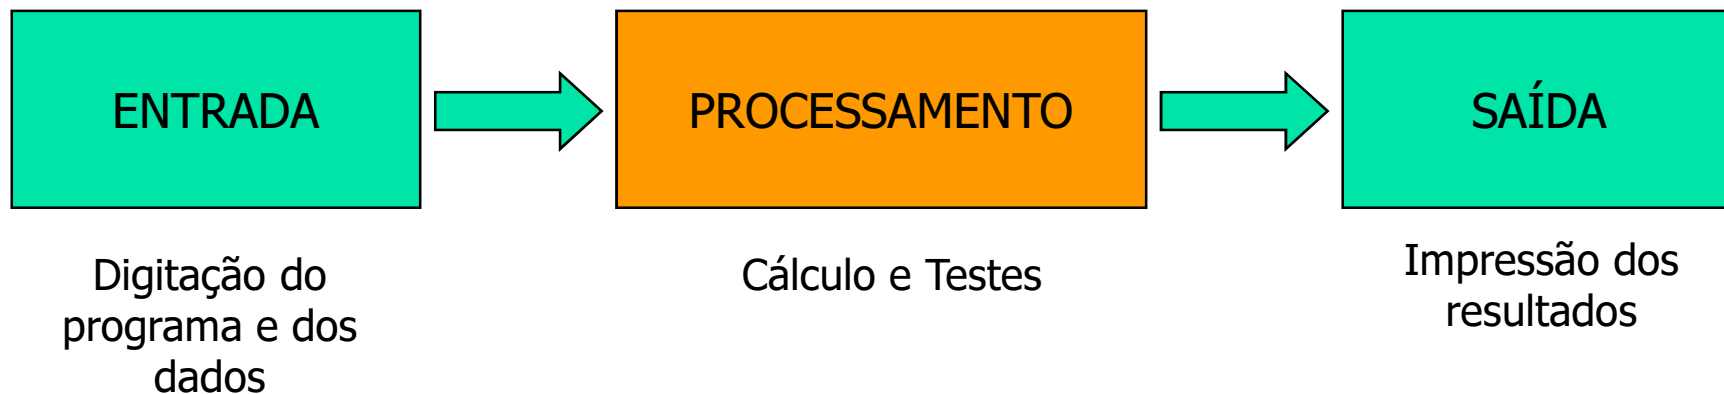 ENTRADA
PROCESSAMENTO
SAÍDA
Digitação do
programa e dos
dados
Cálculo e Testes
Impressão dos
resultados